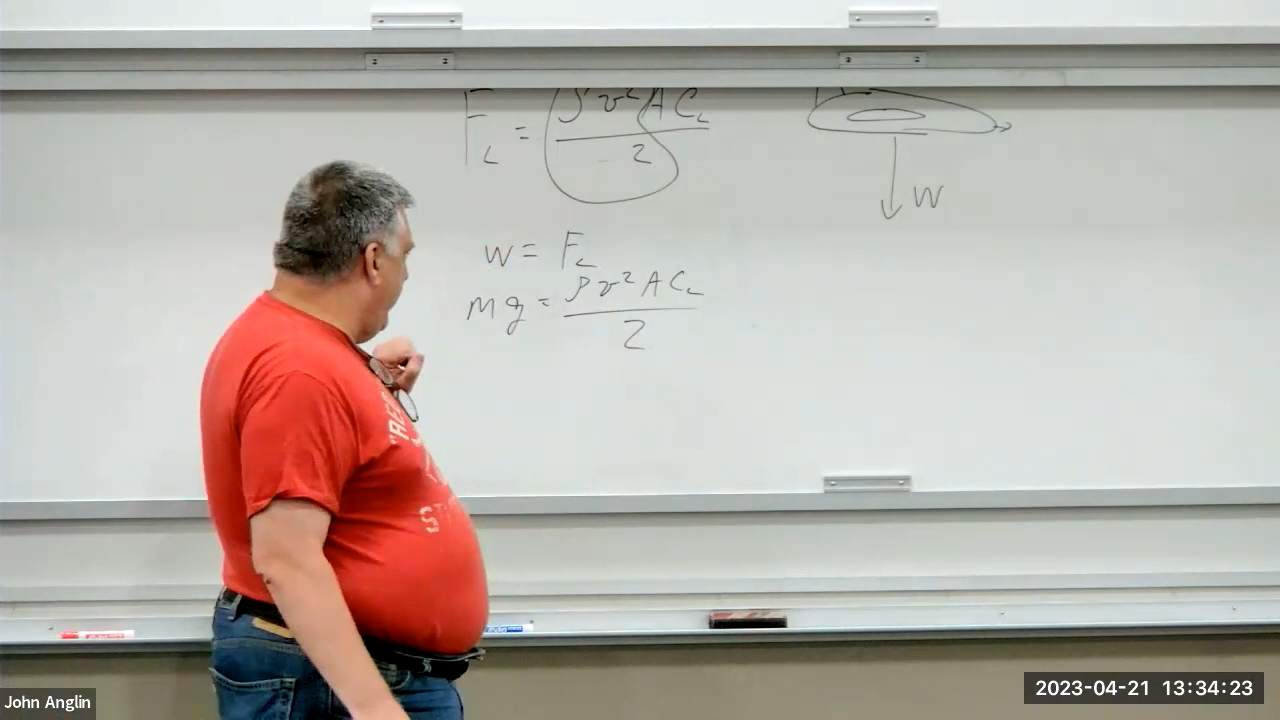 F_L = ρv²AC_L / 2
W
W = F_L
mg = ρv²AC_L / 2
John Anglin
2023-04-21 13:34:23